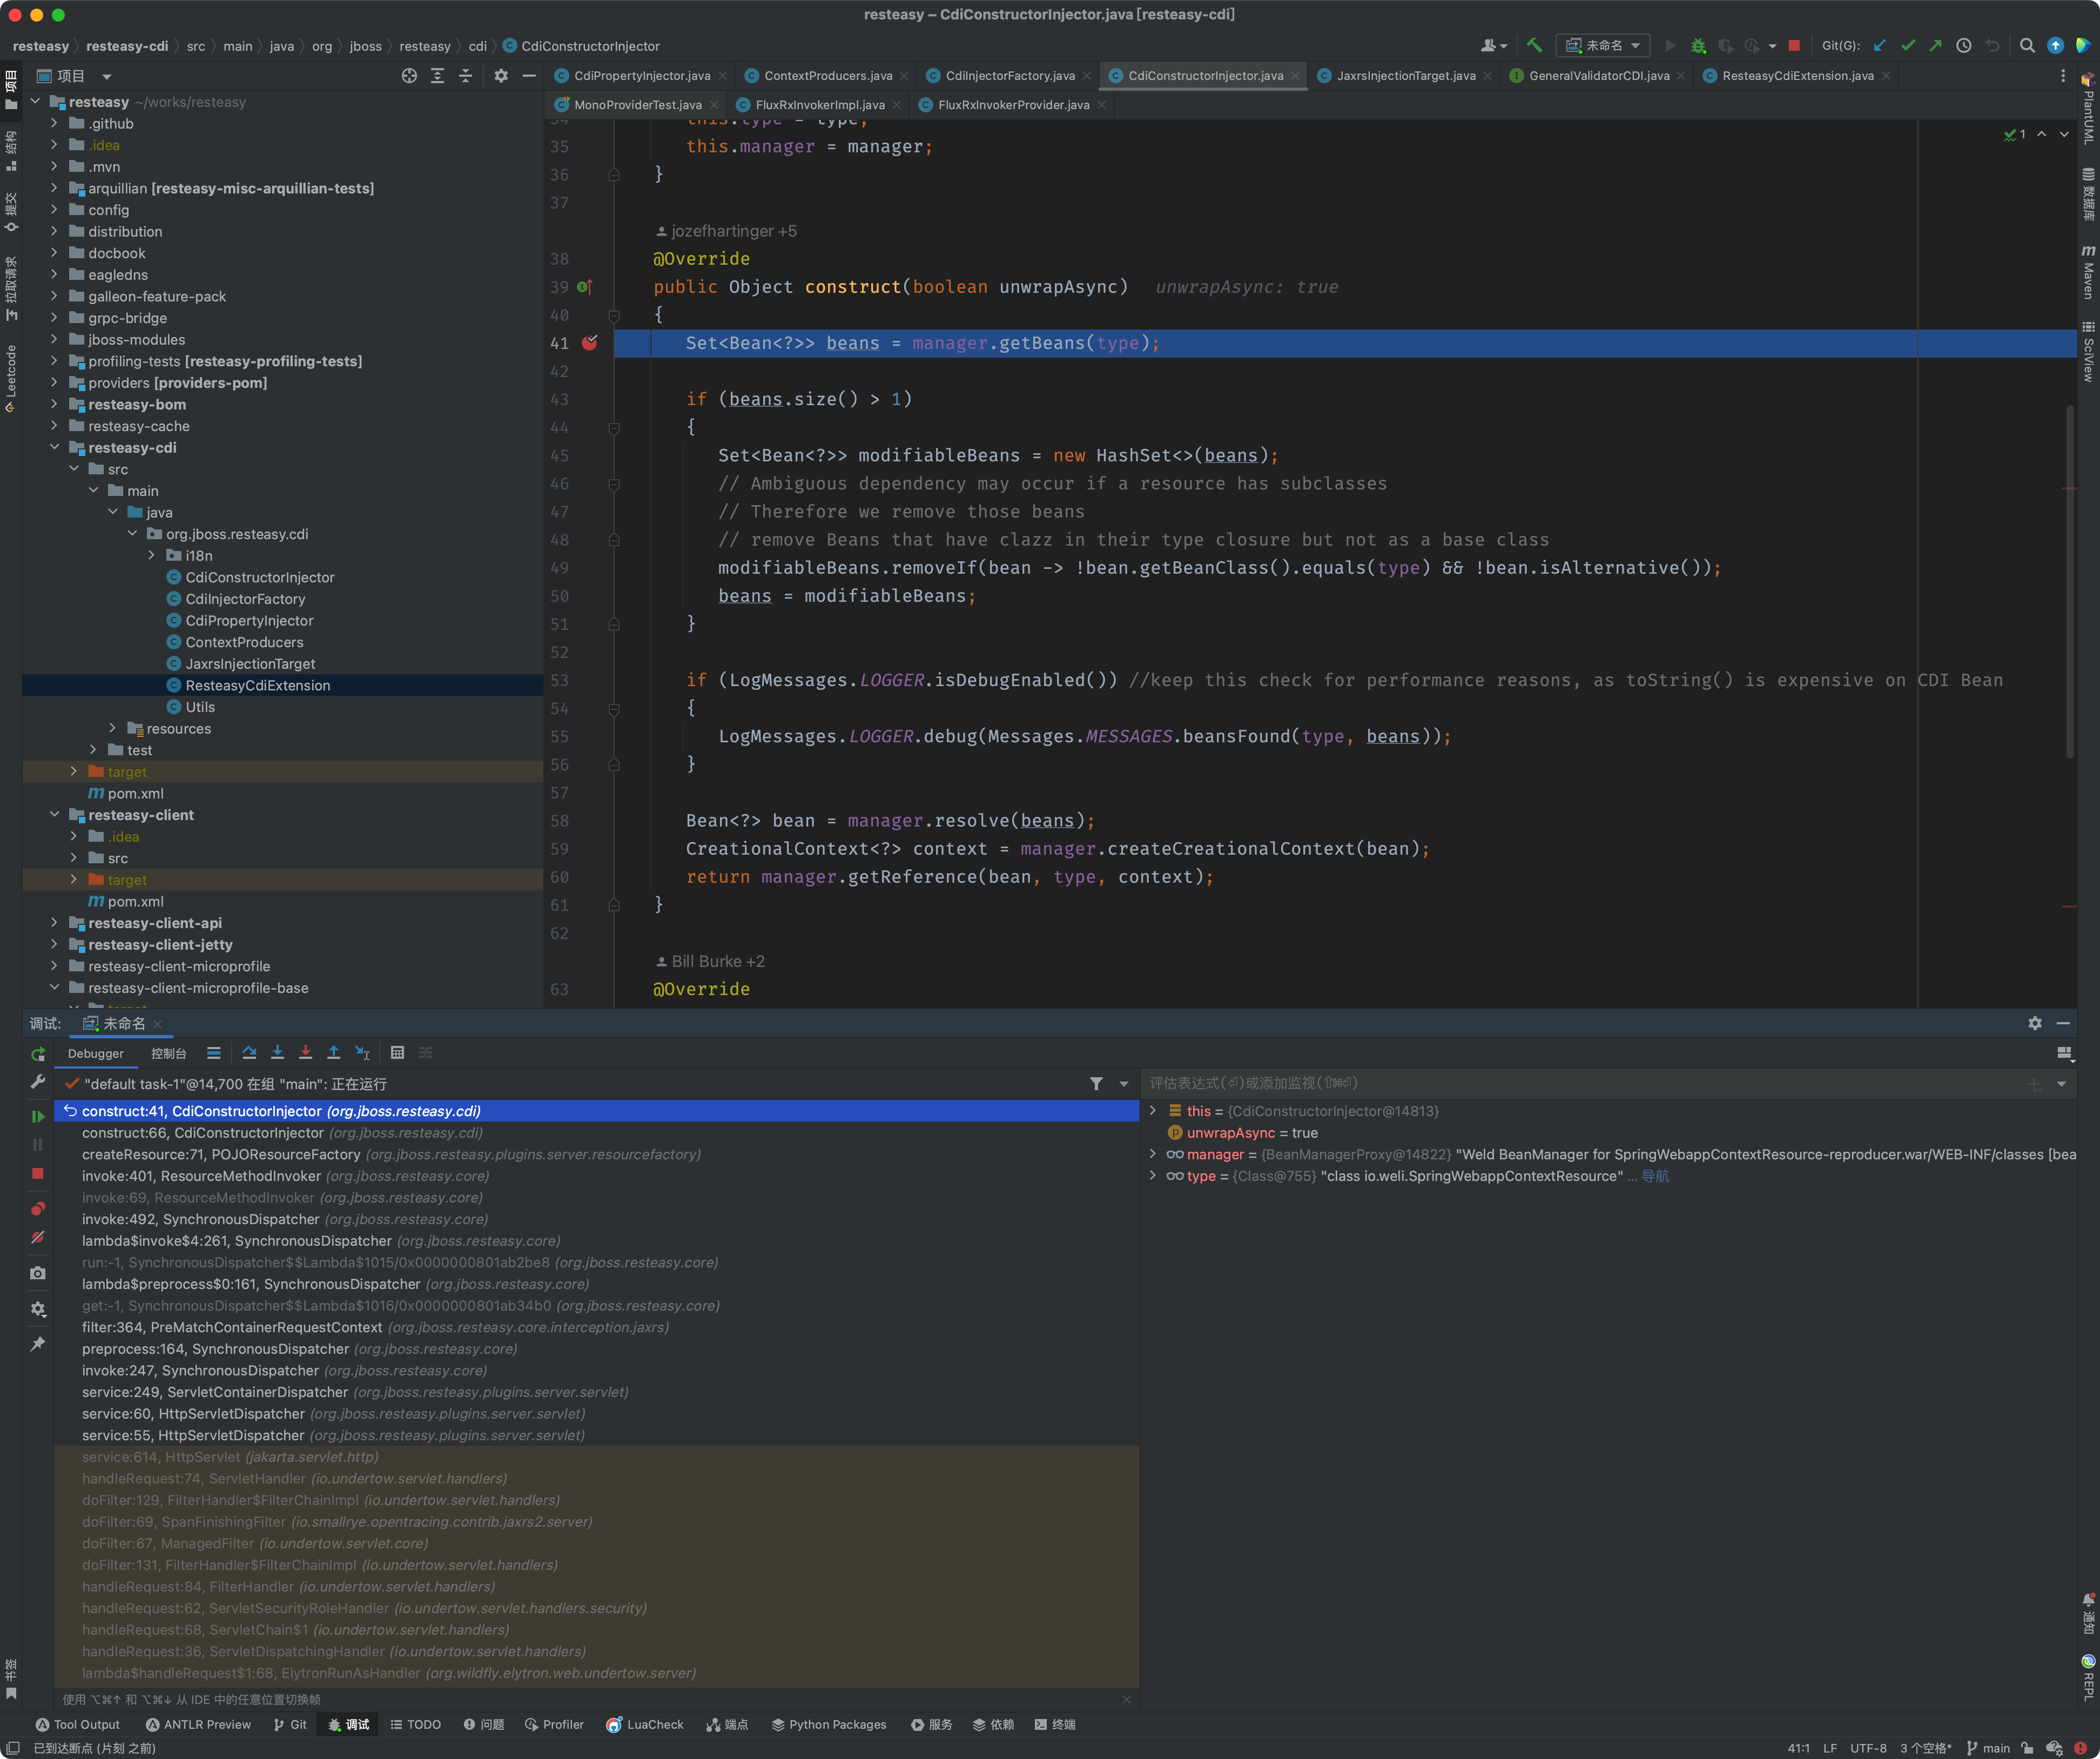 resteasy – CdiConstructorInjector.java [resteasy-cdi]
resteasy
resteasy-cdi
src
main
java
org
jboss
resteasy
cdi
CdiConstructorInjector
未命名
Git(G):
项目
CdiPropertyInjector.java
ContextProducers.java
CdiInjectorFactory.java
CdiConstructorInjector.java
JaxrsInjectionTarget.java
GeneralValidatorCDI.java
ResteasyCdiExtension.java
MonoProviderTest.java
FluxRxInvokerImpl.java
FluxRxInvokerProvider.java
项目
结构
提交
拉取请求
Leetcode
书签
resteasy ~/works/resteasy
.github
.idea
.mvn
arquillian [resteasy-misc-arquillian-tests]
config
distribution
docbook
eagledns
galleon-feature-pack
grpc-bridge
jboss-modules
profiling-tests [resteasy-profiling-tests]
providers [providers-pom]
resteasy-bom
resteasy-cache
resteasy-cdi
src
main
java
org.jboss.resteasy.cdi
i18n
CdiConstructorInjector
CdiInjectorFactory
CdiPropertyInjector
ContextProducers
JaxrsInjectionTarget
ResteasyCdiExtension
Utils
resources
test
target
pom.xml
resteasy-client
.idea
src
target
pom.xml
resteasy-client-api
resteasy-client-jetty
resteasy-client-microprofile
resteasy-client-microprofile-base
target
34 this.type = type;
35 this.manager = manager;
36 }
37
jozefhartinger +5
38 @Override
39 public Object construct(boolean unwrapAsync) unwrapAsync: true
40 {
41 Set<Bean<?>> beans = manager.getBeans(type);
42
43 if (beans.size() > 1)
44 {
45 Set<Bean<?>> modifiableBeans = new HashSet<>(beans);
46 // Ambiguous dependency may occur if a resource has subclasses
47 // Therefore we remove those beans
48 // remove Beans that have clazz in their type closure but not as a base class
49 modifiableBeans.removeIf(bean -> !bean.getBeanClass().equals(type) && !bean.isAlternative());
50 beans = modifiableBeans;
51 }
52
53 if (LogMessages.LOGGER.isDebugEnabled()) //keep this check for performance reasons, as toString() is expensive on CDI Bean
54 {
55 LogMessages.LOGGER.debug(Messages.MESSAGES.beansFound(type, beans));
56 }
57
58 Bean<?> bean = manager.resolve(beans);
59 CreationalContext<?> context = manager.createCreationalContext(bean);
60 return manager.getReference(bean, type, context);
61 }
62
Bill Burke +2
63 @Override
1
PlantUML
数据库
Maven
SciView
通知
REPL
调试:
未命名
Debugger
控制台
"default task-1"@14,700 在组 "main": 正在运行
construct:41, CdiConstructorInjector (org.jboss.resteasy.cdi)
construct:66, CdiConstructorInjector (org.jboss.resteasy.cdi)
createResource:71, POJOResourceFactory (org.jboss.resteasy.plugins.server.resourcefactory)
invoke:401, ResourceMethodInvoker (org.jboss.resteasy.core)
invoke:69, ResourceMethodInvoker (org.jboss.resteasy.core)
invoke:492, SynchronousDispatcher (org.jboss.resteasy.core)
lambda$invoke$4:261, SynchronousDispatcher (org.jboss.resteasy.core)
run:-1, SynchronousDispatcher$$Lambda$1015/0x0000000801ab2be8 (org.jboss.resteasy.core)
lambda$preprocess$0:161, SynchronousDispatcher (org.jboss.resteasy.core)
get:-1, SynchronousDispatcher$$Lambda$1016/0x0000000801ab34b0 (org.jboss.resteasy.core)
filter:364, PreMatchContainerRequestContext (org.jboss.resteasy.core.interception.jaxrs)
preprocess:164, SynchronousDispatcher (org.jboss.resteasy.core)
invoke:247, SynchronousDispatcher (org.jboss.resteasy.core)
service:249, ServletContainerDispatcher (org.jboss.resteasy.plugins.server.servlet)
service:60, HttpServletDispatcher (org.jboss.resteasy.plugins.server.servlet)
service:55, HttpServletDispatcher (org.jboss.resteasy.plugins.server.servlet)
service:614, HttpServlet (jakarta.servlet.http)
handleRequest:74, ServletHandler (io.undertow.servlet.handlers)
doFilter:129, FilterHandler$FilterChainImpl (io.undertow.servlet.handlers)
doFilter:69, SpanFinishingFilter (io.smallrye.opentracing.contrib.jaxrs2.server)
doFilter:67, ManagedFilter (io.undertow.servlet.core)
doFilter:131, FilterHandler$FilterChainImpl (io.undertow.servlet.handlers)
handleRequest:84, FilterHandler (io.undertow.servlet.handlers)
handleRequest:62, ServletSecurityRoleHandler (io.undertow.servlet.handlers.security)
handleRequest:68, ServletChain$1 (io.undertow.servlet.handlers)
handleRequest:36, ServletDispatchingHandler (io.undertow.servlet.handlers)
lambda$handleRequest$1:68, ElytronRunAsHandler (org.wildfly.elytron.web.undertow.server)
使用 ⌥⌘↑ 和 ⌥⌘↓ 从 IDE 中的任意位置切换帧
评估表达式(⏎)或添加监视(⇧⌘⏎)
this = {CdiConstructorInjector@14813}
unwrapAsync = true
manager = {BeanManagerProxy@14822} "Weld BeanManager for SpringWebappContextResource-reproducer.war/WEB-INF/classes [bea
type = {Class@755} "class io.weli.SpringWebappContextResource" ... 导航
Tool Output
ANTLR Preview
Git
调试
TODO
问题
Profiler
LuaCheck
端点
Python Packages
服务
依赖
终端
已到达断点 (片刻 之前)
41:1
LF
UTF-8
3 个空格*
main